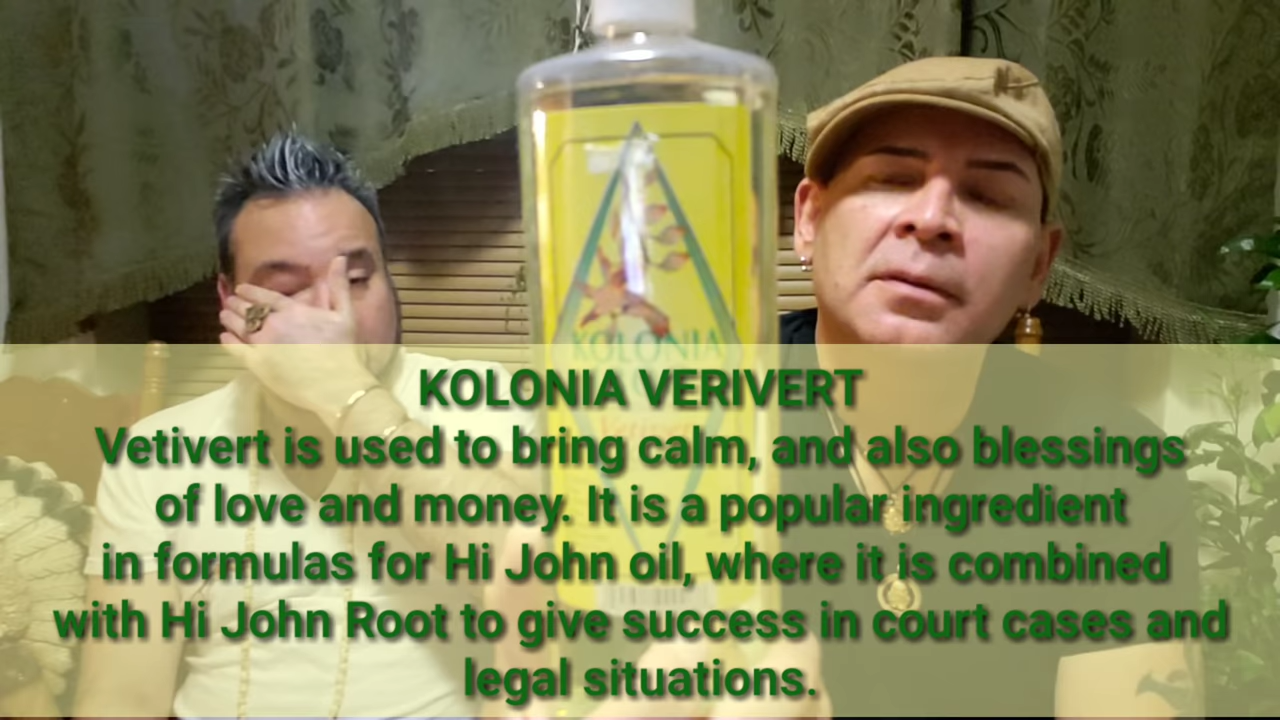 KOLONIA
KOLONIA VERIVERT
Vetivert is used to bring calm, and also blessings
of love and money. It is a popular ingredient
in formulas for Hi John oil, where it is combined
with Hi John Root to give success in court cases and
legal situations.